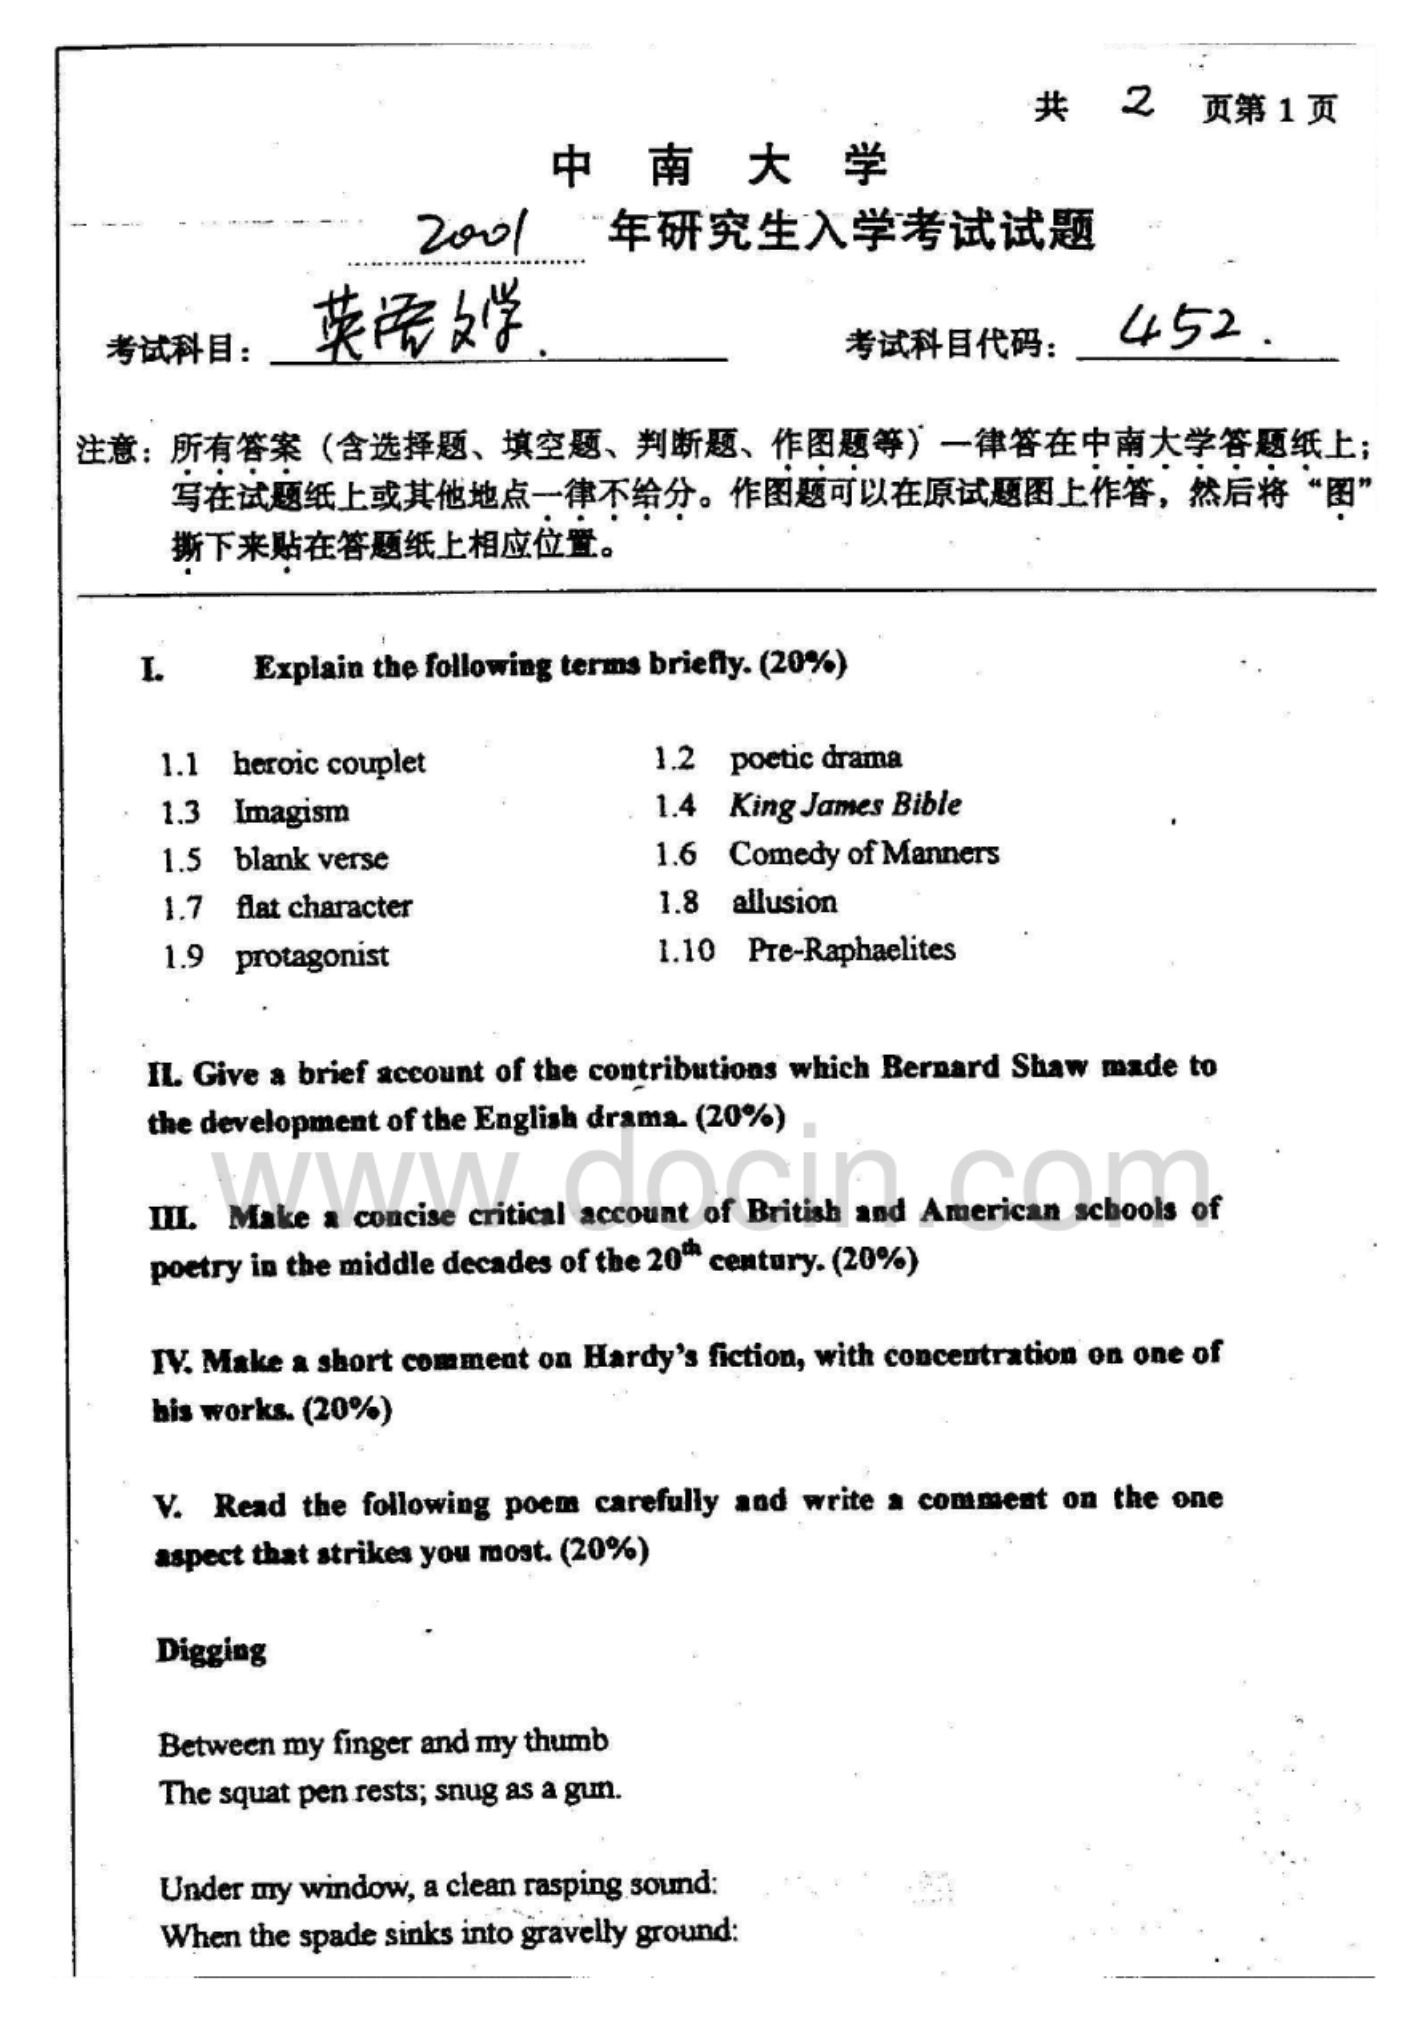 共 2 页第 1 页
中 南 大 学
2001 年研究生入学考试试题
考试科目： 英语文学. 考试科目代码： 452.
注意：所有答案（含选择题、填空题、判断题、作图题等）一律答在中南大学答题纸上；
写在试题纸上或其他地点一律不给分。作图题可以在原试题图上作答，然后将“图”
撕下来贴在答题纸上相应位置。
I. Explain the following terms briefly. (20%)
1.1 heroic couplet 1.2 poetic drama
1.3 Imagism 1.4 King James Bible
1.5 blank verse 1.6 Comedy of Manners
1.7 flat character 1.8 allusion
1.9 protagonist 1.10 Pre-Raphaelites
II. Give a brief account of the contributions which Bernard Shaw made to
the development of the English drama. (20%)
www.docin.com
III. Make a concise critical account of British and American schools of
poetry in the middle decades of the 20th century. (20%)
IV. Make a short comment on Hardy's fiction, with concentration on one of
his works. (20%)
V. Read the following poem carefully and write a comment on the one
aspect that strikes you most. (20%)
Digging
Between my finger and my thumb
The squat pen rests; snug as a gun.
Under my window, a clean rasping sound:
When the spade sinks into gravelly ground: